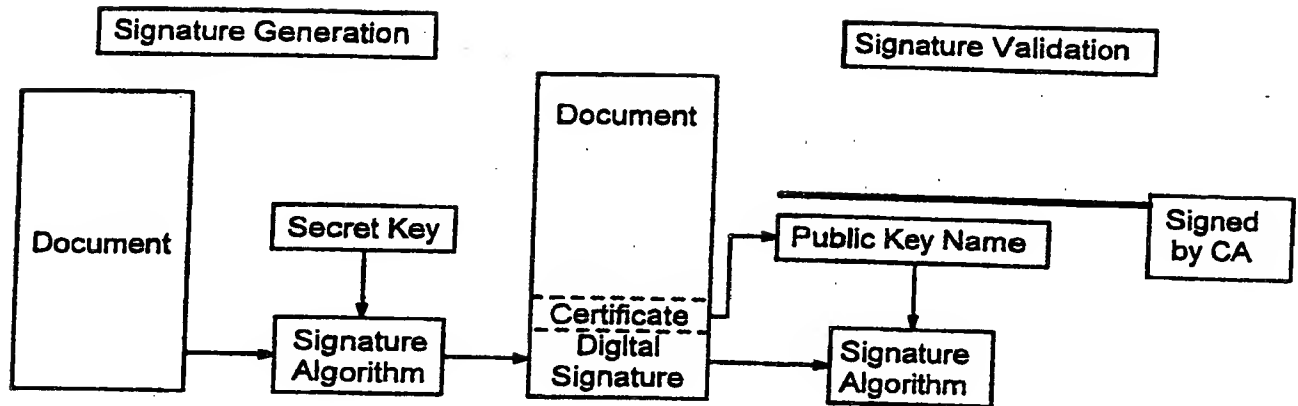 Signature Generation
Signature Validation
Document
Secret Key
Signature
Algorithm
Document
Certificate
Digital
Signature
Public Key Name
Signed
by CA
Signature
Algorithm